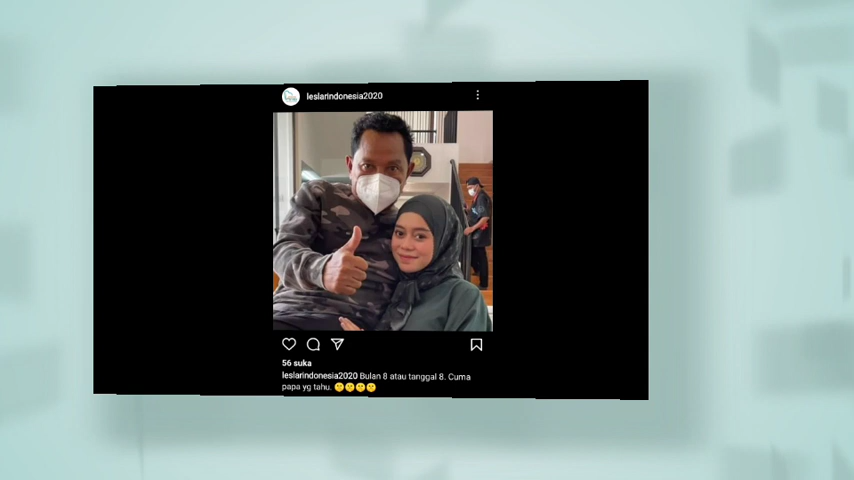 leslarindonesia2020
56 suka
leslarindonesia2020 Bulan 8 atau tanggal 8. Cuma
papa yg tahu. 🤫🤫🤫🤫